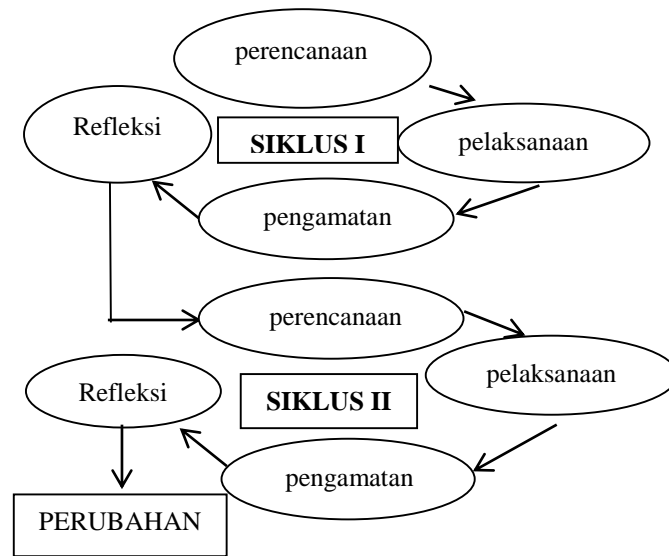 perencanaan
Refleksi
SIKLUS I
pelaksanaan
pengamatan
perencanaan
Refleksi
SIKLUS II
pelaksanaan
pengamatan
PERUBAHAN